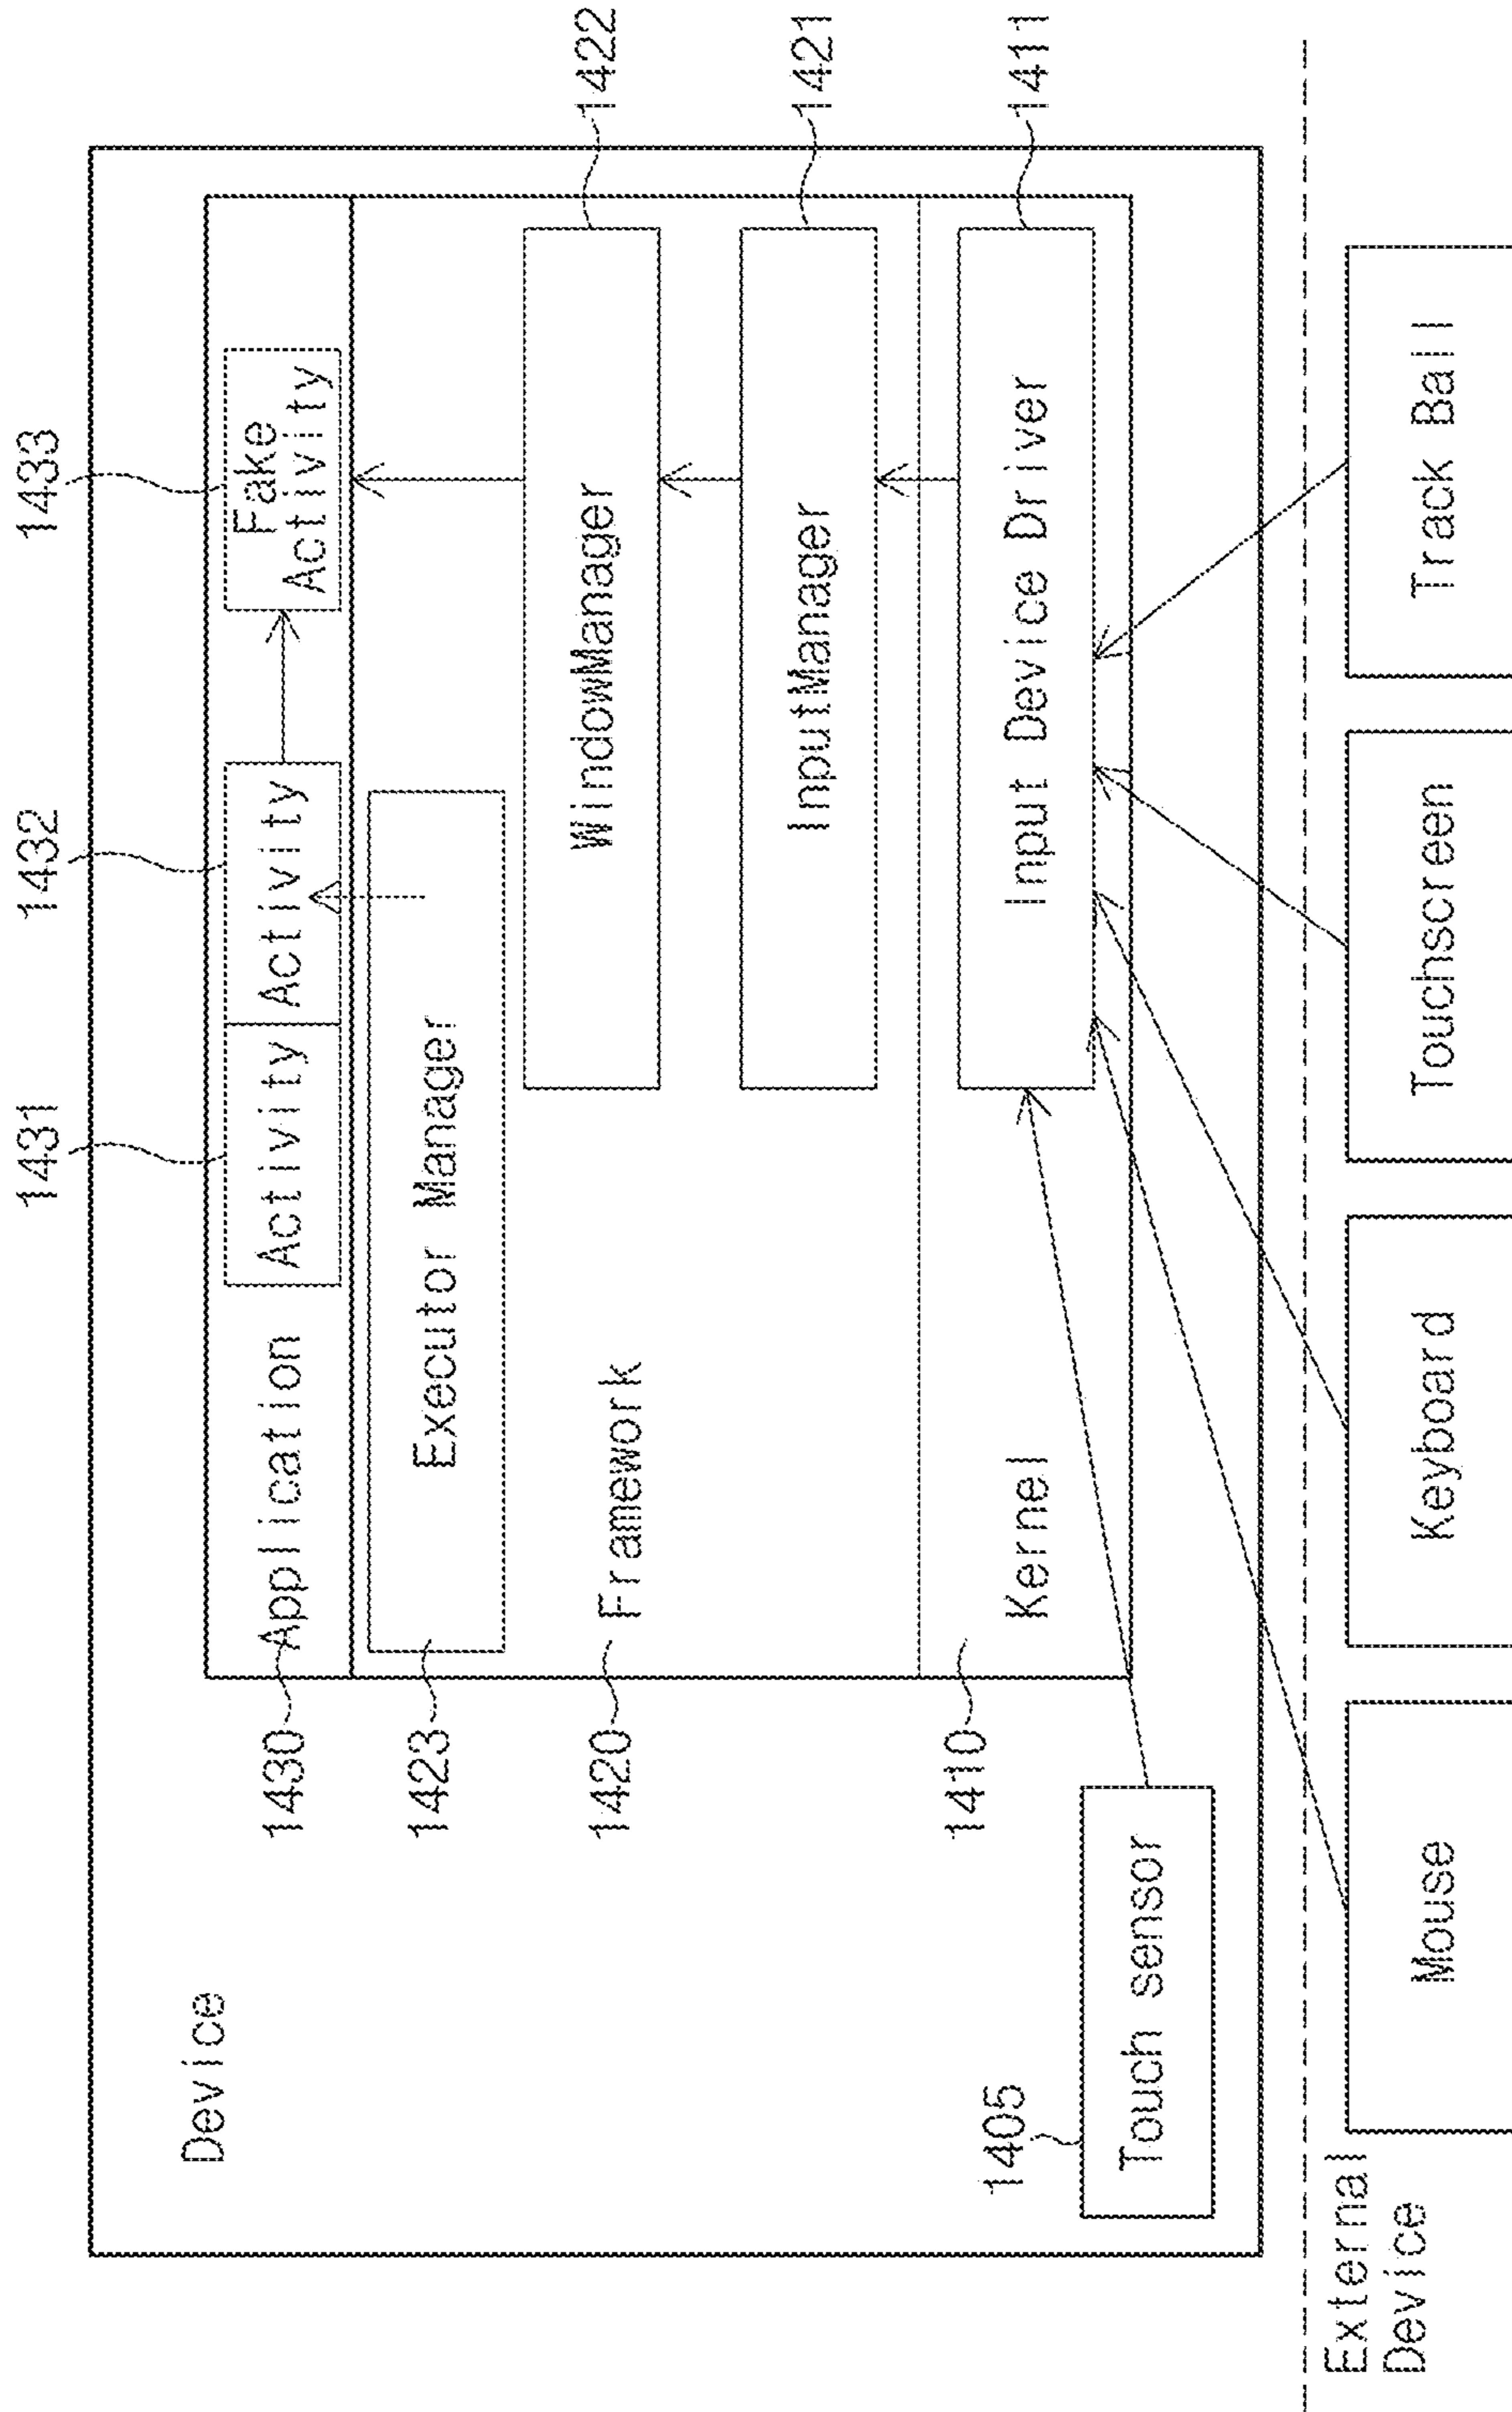 1433
1432
1431
Device
1430
Application
Activity
Activity
Fake
Activity
1423
Executor Manager
WindowManager
1422
1420
Framework
InputManager
1421
1410
Kernel
Input Device Driver
1411
1405
Touch sensor
External
Device
Mouse
Keyboard
Touchscreen
Track Ball